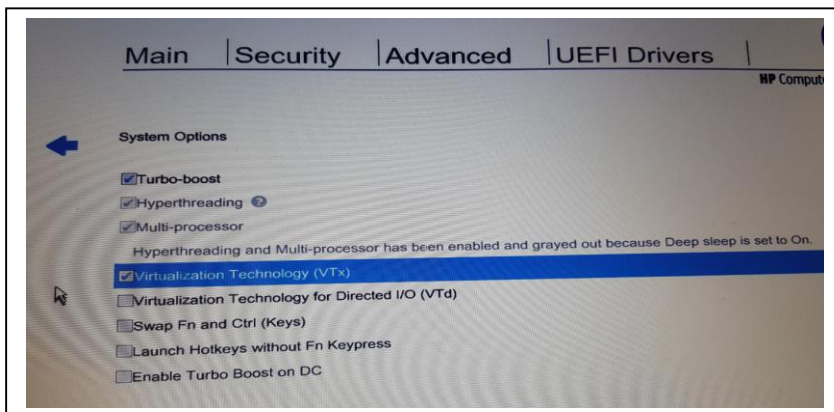 Main Security Advanced UEFI Drivers
HP Comput
System Options
Turbo-boost
Hyperthreading ?
Multi-processor
Hyperthreading and Multi-processor has been enabled and grayed out because Deep sleep is set to On.
Virtualization Technology (VTx)
Virtualization Technology for Directed I/O (VTd)
Swap Fn and Ctrl (Keys)
Launch Hotkeys without Fn Keypress
Enable Turbo Boost on DC